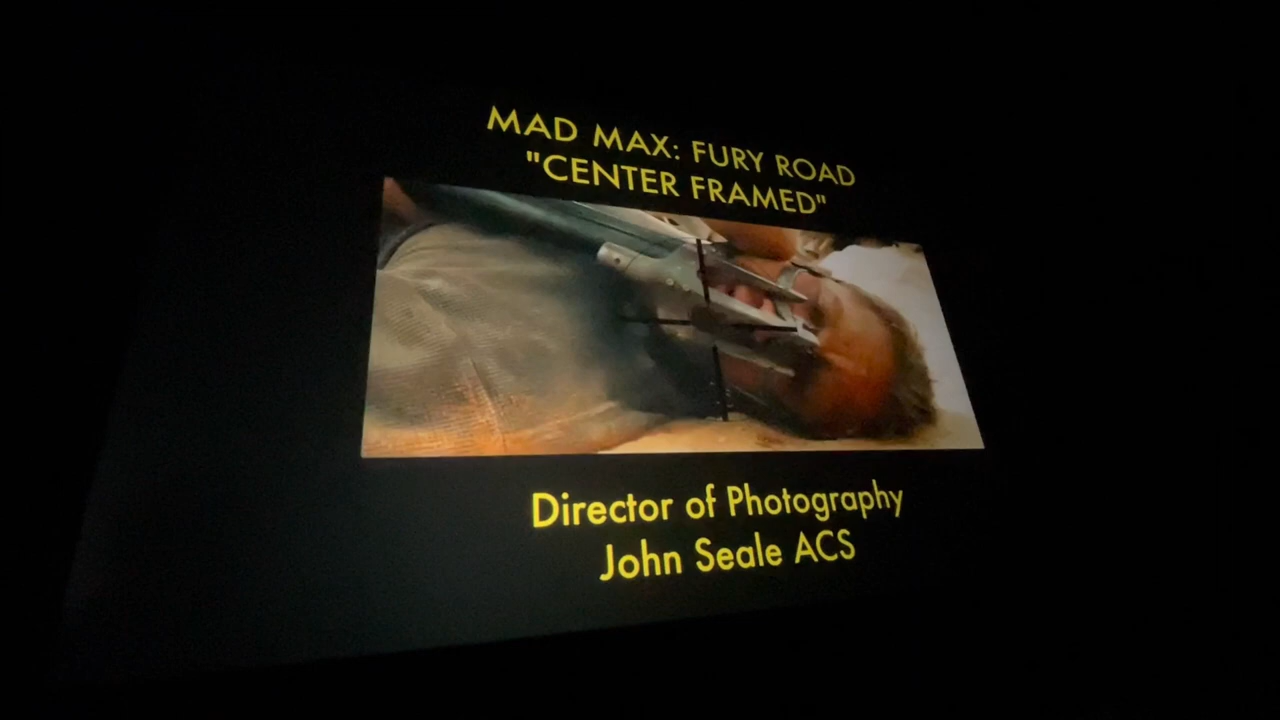 MAD MAX: FURY ROAD
"CENTER FRAMED"
Director of Photography
John Seale ACS